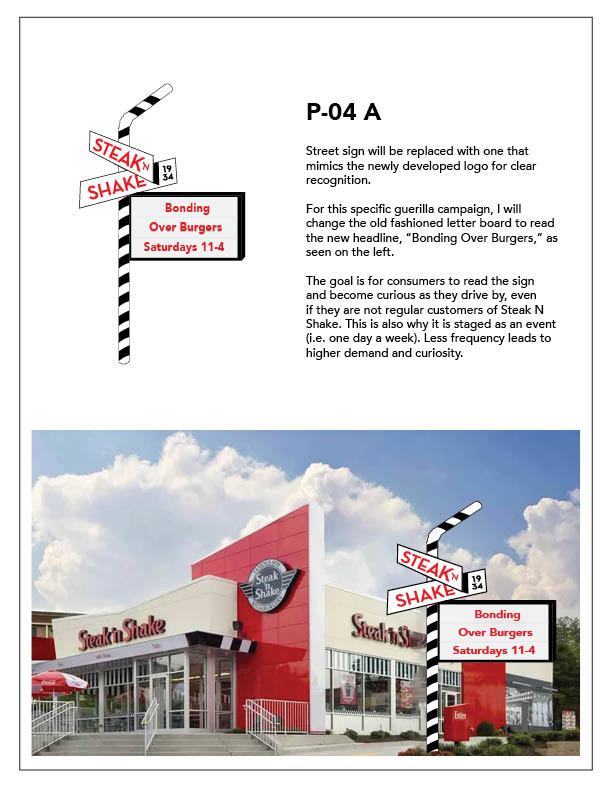 P-04 A
STEAK N
SHAKE
19
34
Bonding
Over Burgers
Saturdays 11-4
Street sign will be replaced with one that
mimics the newly developed logo for clear
recognition.
For this specific guerilla campaign, I will
change the old fashioned letter board to read
the new headline, “Bonding Over Burgers,” as
seen on the left.
The goal is for consumers to read the sign
and become curious as they drive by, even
if they are not regular customers of Steak N
Shake. This is also why it is staged as an event
(i.e. one day a week). Less frequency leads to
higher demand and curiosity.
Steak
n
Shake
Steak'n Shake
Steak'n S
STEAK N
SHAKE
19
34
Bonding
Over Burgers
Saturdays 11-4
Enter